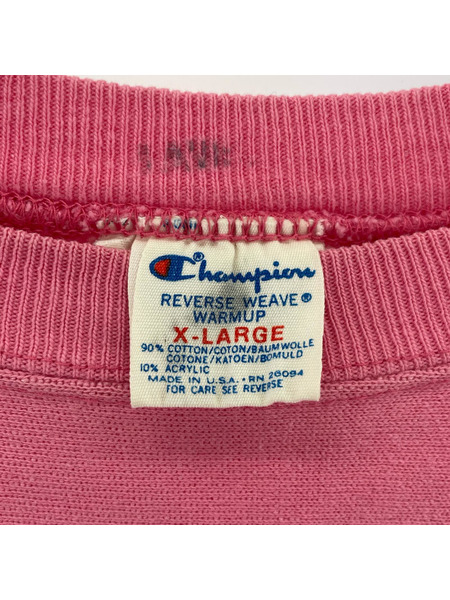 Champion
REVERSE WEAVE®
WARMUP
X-LARGE
90% COTTON/COTON/BAUMWOLLE
COTONE/KATOEN/BOMULD
10% ACRYLIC
MADE IN U.S.A. • RN 26094
FOR CARE SEE REVERSE